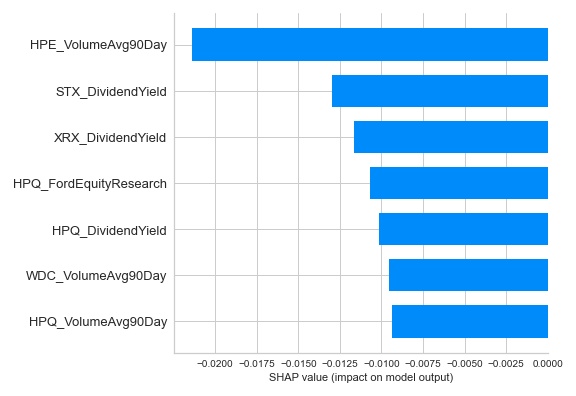 HPE_VolumeAvg90Day
STX_DividendYield
XRX_DividendYield
HPQ_FordEquityResearch
HPQ_DividendYield
WDC_VolumeAvg90Day
HPQ_VolumeAvg90Day
−0.0200 −0.0175 −0.0150 −0.0125 −0.0100 −0.0075 −0.0050 −0.0025 0.0000
SHAP value (impact on model output)